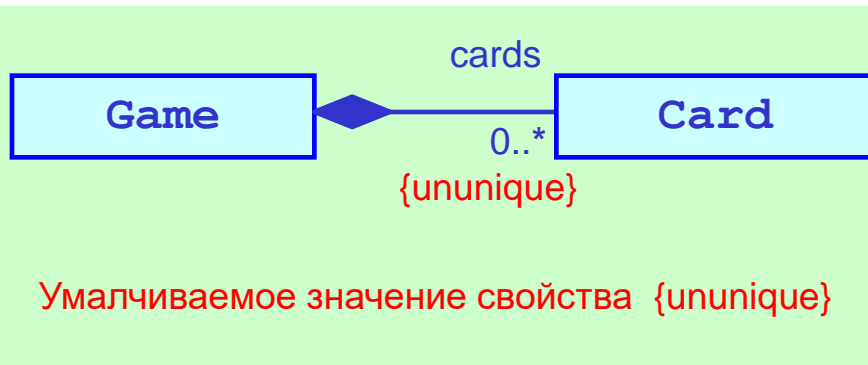 cards
Game
Card
0..*
{ununique}
Умалчиваемое значение свойства {ununique}